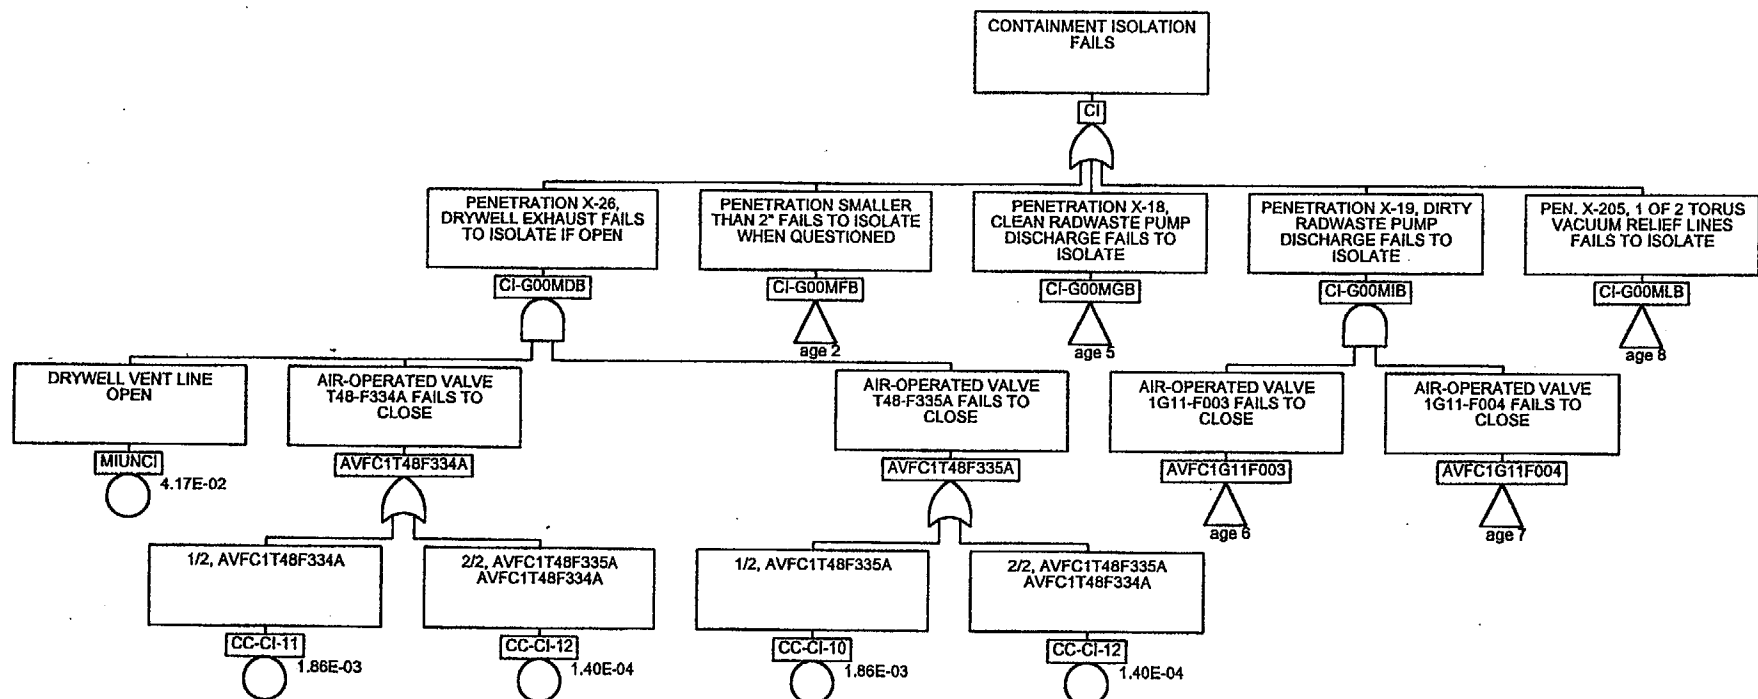 CONTAINMENT ISOLATION
FAILS
CI
PENETRATION X-26,
DRYWELL EXHAUST FAILS
TO ISOLATE IF OPEN
CI-G00MDB
PENETRATION SMALLER
THAN 2" FAILS TO ISOLATE
WHEN QUESTIONED
CI-G00MFB
age 2
PENETRATION X-18,
CLEAN RADWASTE PUMP
DISCHARGE FAILS TO
ISOLATE
CI-G00MGB
age 5
PENETRATION X-19, DIRTY
RADWASTE PUMP
DISCHARGE FAILS TO
ISOLATE
CI-G00MIB
PEN. X-205, 1 OF 2 TORUS
VACUUM RELIEF LINES
FAILS TO ISOLATE
CI-G00MLB
age 8
DRYWELL VENT LINE
OPEN
MIUNCI
4.17E-02
AIR-OPERATED VALVE
T48-F334A FAILS TO
CLOSE
AVFC1T48F334A
AIR-OPERATED VALVE
T48-F335A FAILS TO
CLOSE
AVFC1T48F335A
AIR-OPERATED VALVE
1G11-F003 FAILS TO
CLOSE
AVFC1G11F003
age 6
AIR-OPERATED VALVE
1G11-F004 FAILS TO
CLOSE
AVFC1G11F004
age 7
1/2, AVFC1T48F334A
CC-CI-11
1.86E-03
2/2, AVFC1T48F335A
AVFC1T48F334A
CC-CI-12
1.40E-04
1/2, AVFC1T48F335A
CC-CI-10
1.86E-03
2/2, AVFC1T48F335A
AVFC1T48F334A
CC-CI-12
1.40E-04